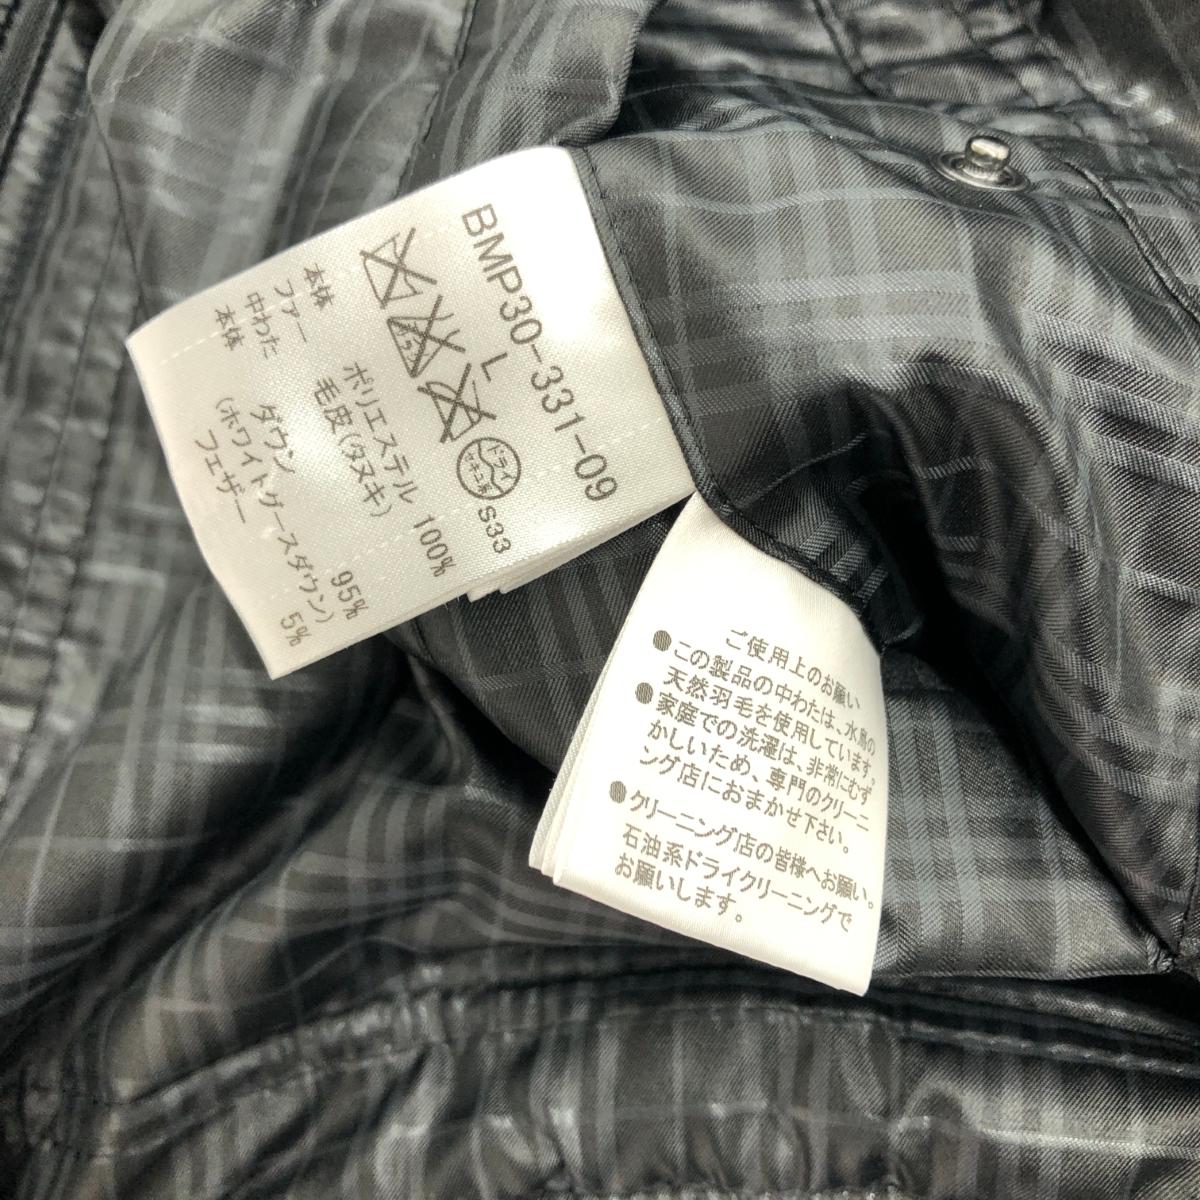 BMP30-331-09
L
ドライ
セキユ系
S33
本体 ポリエステル 100%
ファー 毛皮(タヌキ)
中わた ダウン 95%
本体 (ホワイトグースダウン)
フェザー 5%
ご使用上のお願い
●この製品の中わたは、水鳥の
天然羽毛を使用しています。
●家庭での洗濯は、非常にむず
かしいため、専門のクリーニ
ング店におまかせ下さい。
●クリーニング店の皆様へお願い。
石油系ドライクリーニングで
お願いします。